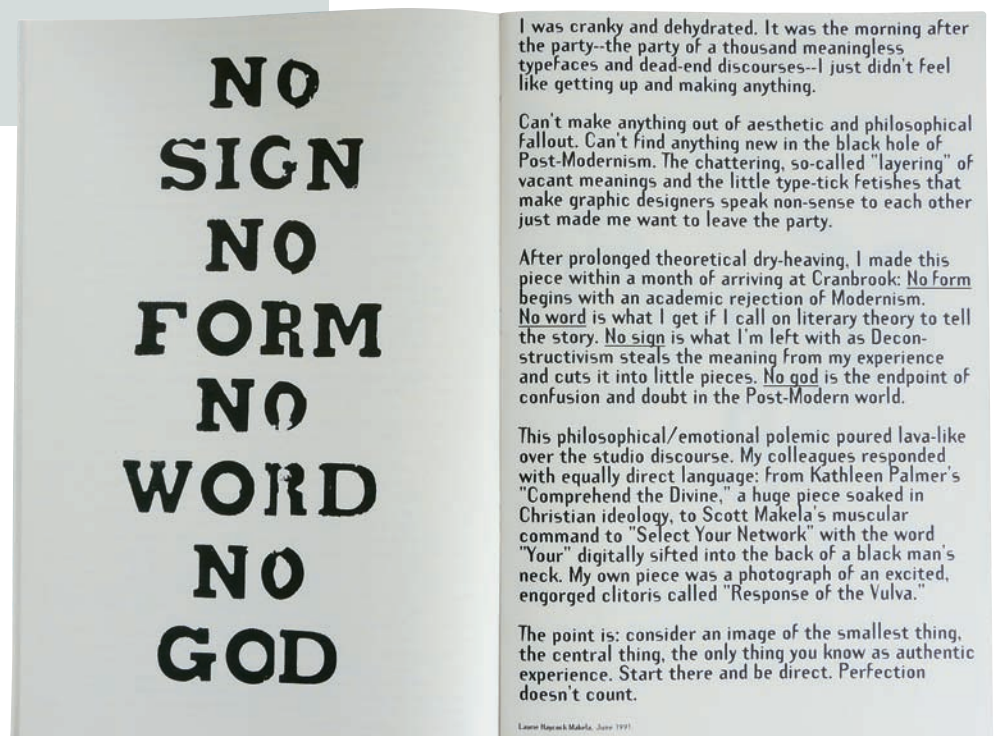 NO
SIGN
NO
FORM
NO
WORD
NO
GOD
I was cranky and dehydrated. It was the morning after
the party--the party of a thousand meaningless
typefaces and dead-end discourses--I just didn't feel
like getting up and making anything.
Can't make anything out of aesthetic and philosophical
fallout. Can't find anything new in the black hole of
Post-Modernism. The chattering, so-called "layering" of
vacant meanings and the little type-tick fetishes that
make graphic designers speak non-sense to each other
just made me want to leave the party.
After prolonged theoretical dry-heaving, I made this
piece within a month of arriving at Cranbrook: No form
begins with an academic rejection of Modernism.
No word is what I get if I call on literary theory to tell
the story. No sign is what I'm left with as Decon-
structivism steals the meaning from my experience
and cuts it into little pieces. No god is the endpoint of
confusion and doubt in the Post-Modern world.
This philosophical/emotional polemic poured lava-like
over the studio discourse. My colleagues responded
with equally direct language: from Kathleen Palmer's
"Comprehend the Divine," a huge piece soaked in
Christian ideology, to Scott Makela's muscular
command to "Select Your Network" with the word
"Your" digitally sifted into the back of a black man's
neck. My own piece was a photograph of an excited,
engorged clitoris called "Response of the Vulva."
The point is: consider an image of the smallest thing,
the central thing, the only thing you know as authentic
experience. Start there and be direct. Perfection
doesn't count.
Laurie Haycock Makela, June 1991